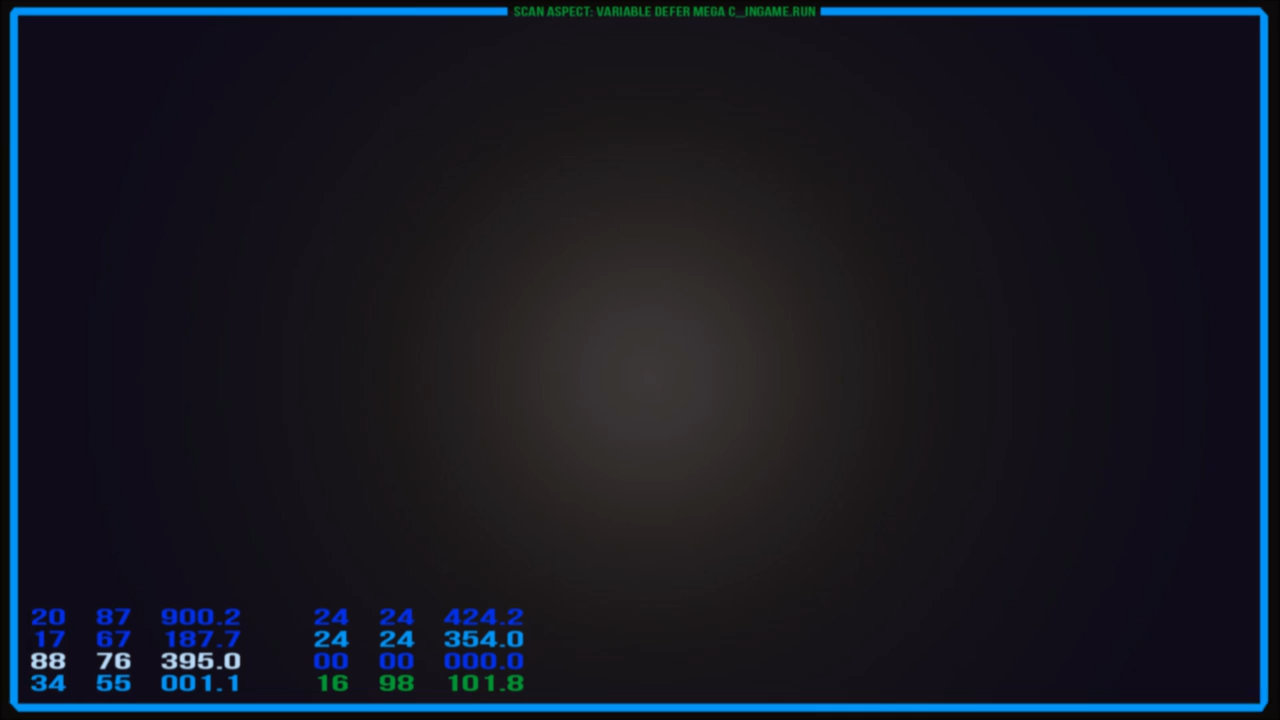 SCAN ASPECT: VARIABLE DEFER MEGA C_INGAME.RUN
20 87 900.2 24 24 424.2
17 67 187.7 24 24 354.0
88 76 395.0 00 00 000.0
34 55 001.1 16 98 101.8